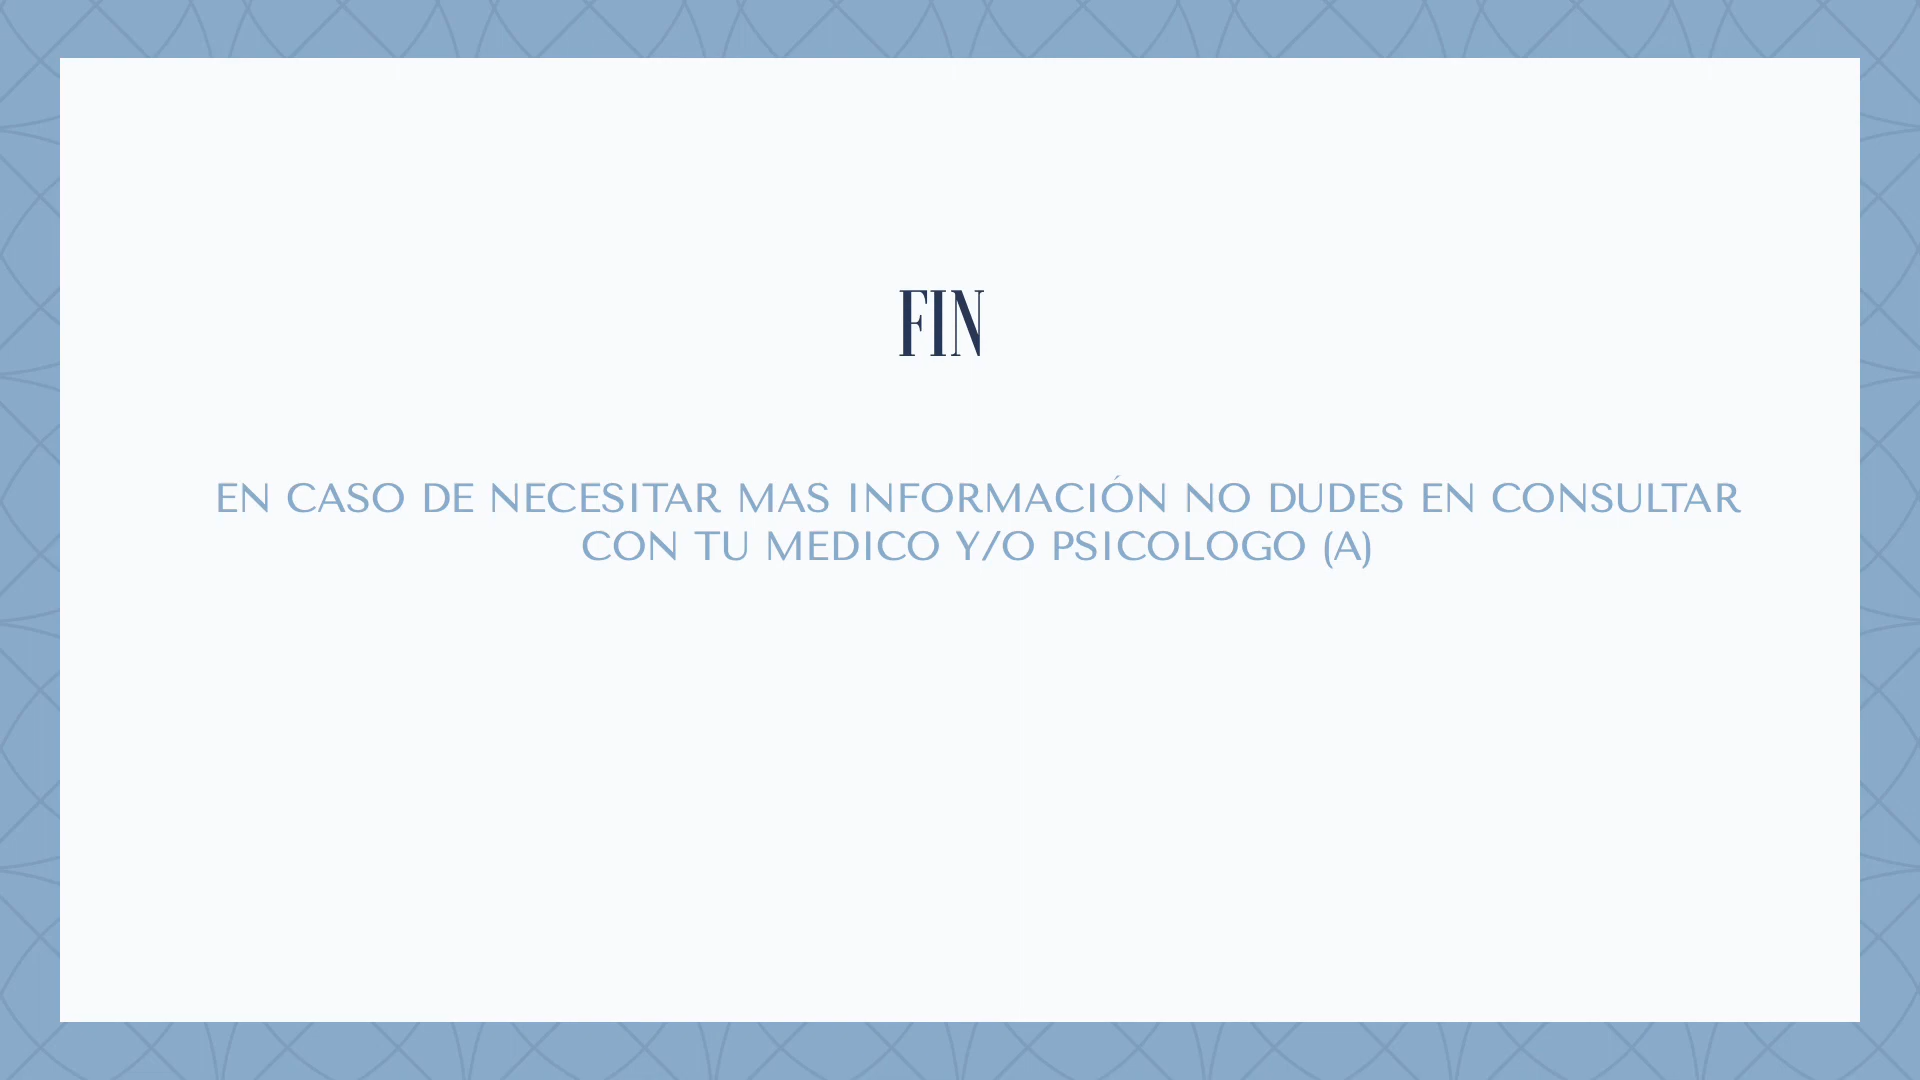 FIN
EN CASO DE NECESITAR MAS INFORMACIÓN NO DUDES EN CONSULTAR
CON TU MEDICO Y/O PSICOLOGO (A)